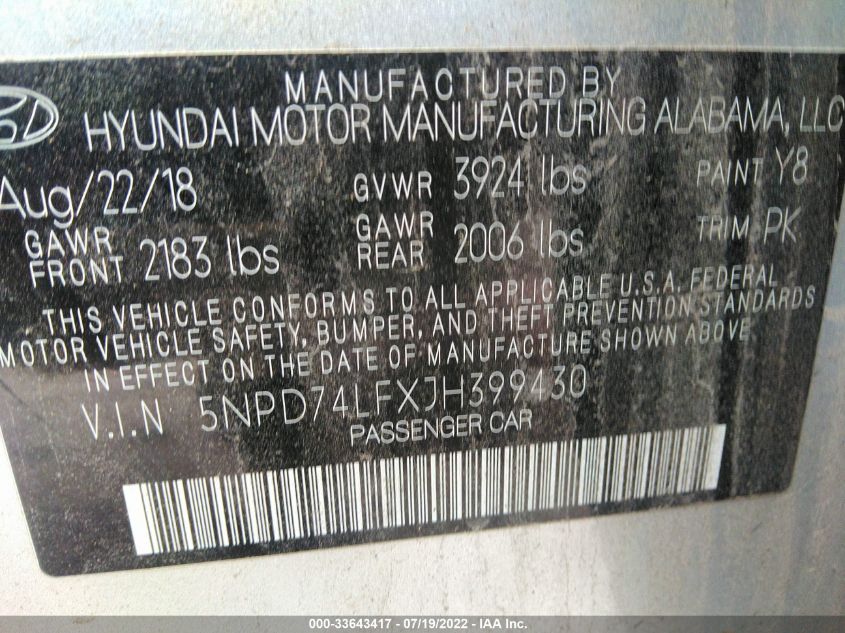 MANUFACTURED BY
HYUNDAI MOTOR MANUFACTURING ALABAMA, LLC
Aug/22/18 GVWR 3924 lbs PAINT Y8
GAWR FRONT 2183 lbs GAWR REAR 2006 lbs TRIM PK
THIS VEHICLE CONFORMS TO ALL APPLICABLE U.S.A. FEDERAL
MOTOR VEHICLE SAFETY, BUMPER, AND THEFT PREVENTION STANDARDS
IN EFFECT ON THE DATE OF MANUFACTURE SHOWN ABOVE.
V.I.N 5NPD74LFXJH399430
PASSENGER CAR
000-33643417 - 07/19/2022 - IAA Inc.